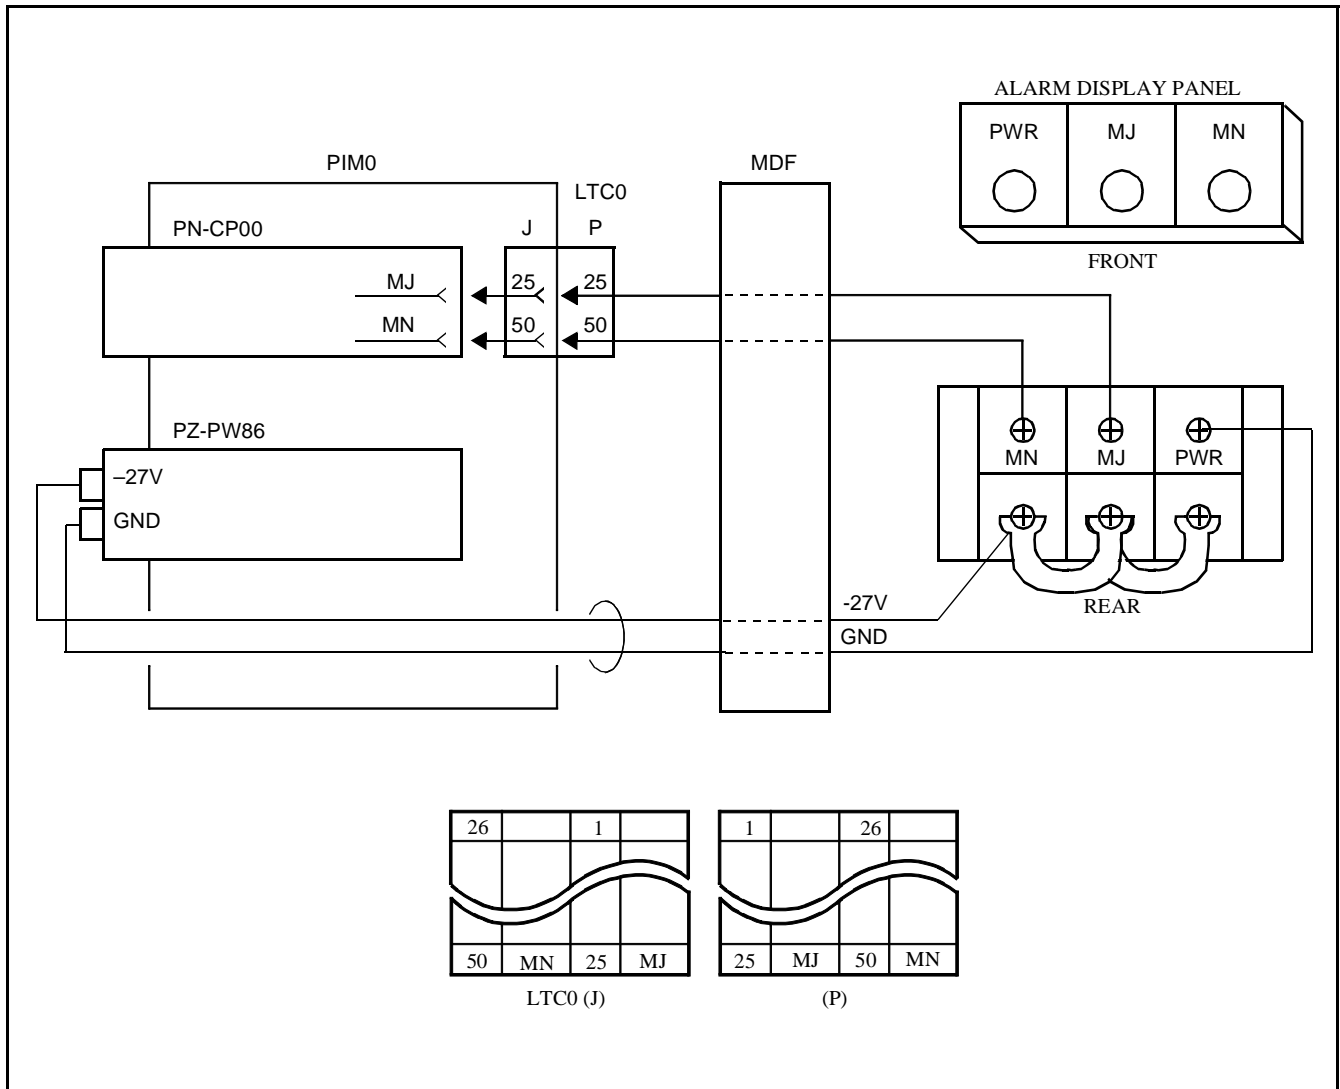 ALARM DISPLAY PANEL
PWR MJ MN
FRONT
PIM0
MDF
LTC0
J P
PN-CP00
MJ 25 25
MN 50 50
PZ-PW86
–27V
GND
MN MJ PWR
REAR
-27V
GND
26 1
50 MN 25 MJ
LTC0 (J)
1 26
25 MJ 50 MN
(P)